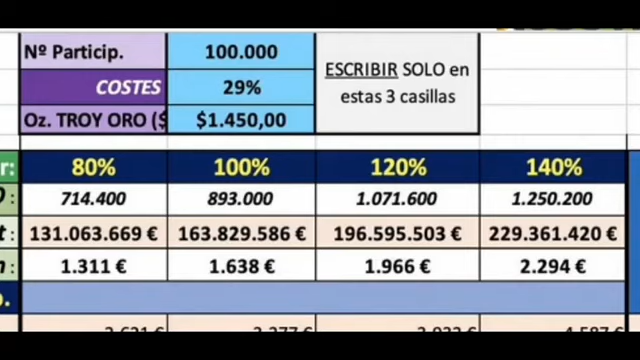 Nº Particip. 100.000
ESCRIBIR SOLO en
estas 3 casillas
COSTES 29%
Oz. TROY ORO ($ $1.450,00
r: 80% 100% 120% 140%
: 714.400 893.000 1.071.600 1.250.200
t : 131.063.669 € 163.829.586 € 196.595.503 € 229.361.420 €
: 1.311 € 1.638 € 1.966 € 2.294 €